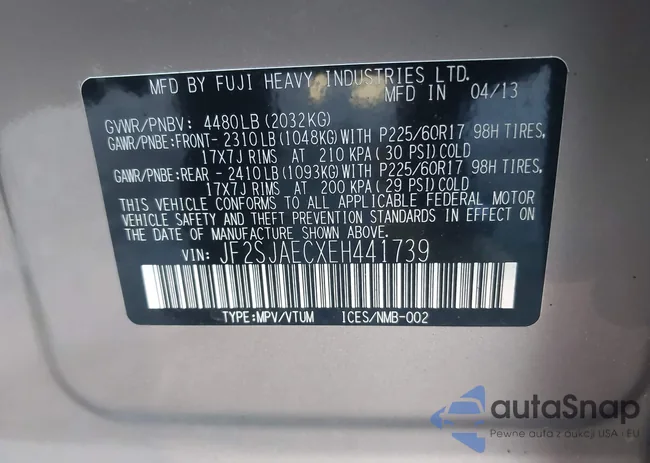 MFD BY FUJI HEAVY INDUSTRIES LTD.
MFD IN 04/13
GVWR/PNBV: 4480LB(2032KG)
GAWR/PNBE:FRONT- 2310LB(1048KG)WITH P225/60R17 98H TIRES,
17X7J RIMS AT 210 KPA( 30 PSI)COLD
GAWR/PNBE:REAR - 2410LB(1093KG)WITH P225/60R17 98H TIRES,
17X7J RIMS AT 200 KPA( 29 PSI)COLD
THIS VEHICLE CONFORMS TO ALL APPLICABLE FEDERAL MOTOR
VEHICLE SAFETY AND THEFT PREVENTION STANDARDS IN EFFECT ON
THE DATE OF MANUFACTURE SHOWN ABOVE.
VIN: JF2SJAECXEH441739
TYPE:MPV/VTUM ICES/NMB-002
autaSnap
Pewne auta z aukcji USA - EU